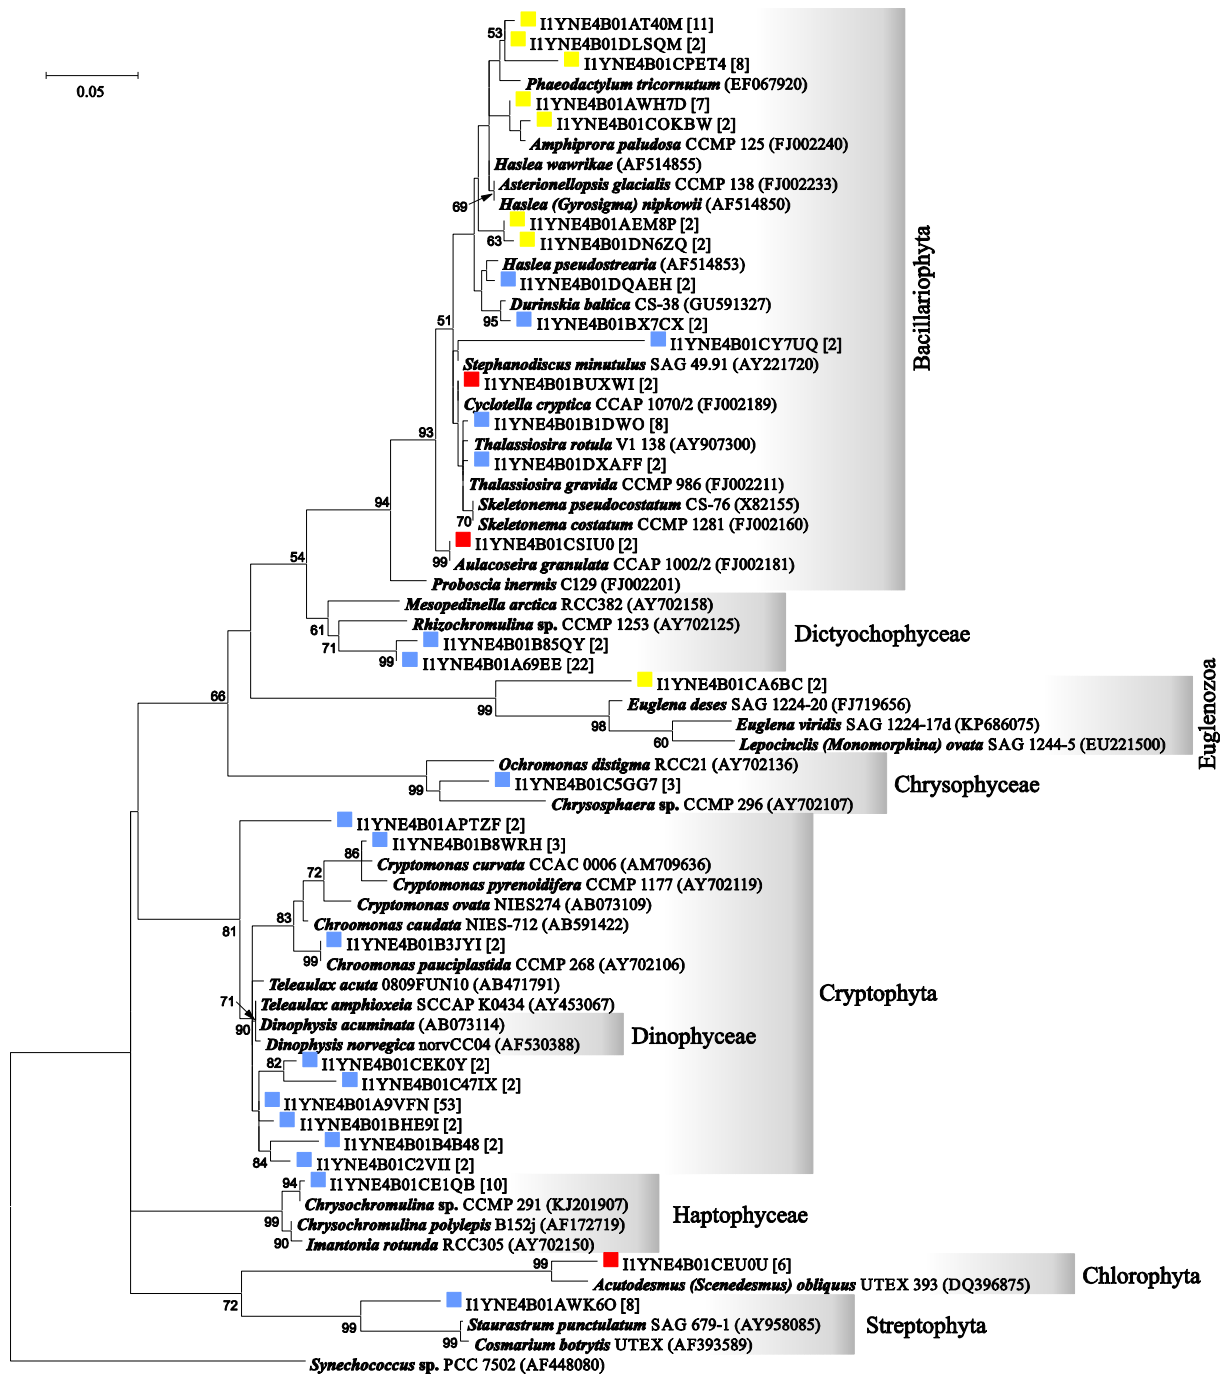 I1YNE4B01AT40M [11]
53
I1YNE4B01DLSQM [2]
I1YNE4B01CPET4 [8]
0.05
Phaeodactylum tricornutum (EF067920)
I1YNE4B01AWH7D [7]
I1YNE4B01COKBW [2]
Amphiprora paludosa CCMP 125 (FJ002240)
Haslea wawrikae (AF514855)
Asterionellopsis glacialis CCMP 138 (FJ002233)
69
Haslea (Gyrosigma) nipkowii (AF514850)
I1YNE4B01AEM8P [2]
63
I1YNE4B01DN6ZQ [2]
Haslea pseudostrearia (AF514853)
I1YNE4B01DQAEH [2]
Bacillariophyta
Durinskia baltica CS-38 (GU591327)
51
95
I1YNE4B01BX7CX [2]
I1YNE4B01CY7UQ [2]
Stephanodiscus minutulus SAG 49.91 (AY221720)
I1YNE4B01BUXWI [2]
Cyclotella cryptica CCAP 1070/2 (FJ002189)
93
I1YNE4B01B1DWO [8]
Thalassiosira rotula V1 138 (AY907300)
I1YNE4B01DXAFF [2]
Thalassiosira gravida CCMP 986 (FJ002211)
94
Skeletonema pseudocostatum CS-76 (X82155)
70
Skeletonema costatum CCMP 1281 (FJ002160)
I1YNE4B01CSIU0 [2]
54
99
Aulacoseira granulata CCAP 1002/2 (FJ002181)
Proboscia inermis C129 (FJ002201)
Mesopedinella arctica RCC382 (AY702158)
61
Rhizochromulina sp. CCMP 1253 (AY702125)
Dictyochophyceae
71
I1YNE4B01B85QY [2]
99
I1YNE4B01A69EE [22]
66
I1YNE4B01CA6BC [2]
99
Euglena deses SAG 1224-20 (FJ719656)
Euglenozoa
98
Euglena viridis SAG 1224-17d (KP686075)
60
Lepocinclis (Monomorphina) ovata SAG 1244-5 (EU221500)
Ochromonas distigma RCC21 (AY702136)
99
I1YNE4B01C5GG7 [3]
Chrysophyceae
Chrysosphaera sp. CCMP 296 (AY702107)
I1YNE4B01APTZF [2]
86
I1YNE4B01B8WRH [3]
72
Cryptomonas curvata CCAC 0006 (AM709636)
Cryptomonas pyrenoidifera CCMP 1177 (AY702119)
Cryptomonas ovata NIES274 (AB073109)
81
83
Chroomonas caudata NIES-712 (AB591422)
I1YNE4B01B3JYI [2]
99
Chroomonas pauciplastida CCMP 268 (AY702106)
Teleaulax acuta 0809FUN10 (AB471791)
Cryptophyta
71
Teleaulax amphioxeia SCCAP K0434 (AY453067)
90
Dinophysis acuminata (AB073114)
Dinophyceae
Dinophysis norvegica norvCC04 (AF530388)
82
I1YNE4B01CEK0Y [2]
I1YNE4B01C47IX [2]
I1YNE4B01A9VFN [53]
I1YNE4B01BHE9I [2]
I1YNE4B01B4B48 [2]
84
I1YNE4B01C2VII [2]
94
I1YNE4B01CE1QB [10]
Chrysochromulina sp. CCMP 291 (KJ201907)
Haptophyceae
99
Chrysochromulina polylepis B152j (AF172719)
90
Imantonia rotunda RCC305 (AY702150)
99
I1YNE4B01CEU0U [6]
Chlorophyta
Acutodesmus (Scenedesmus) obliquus UTEX 393 (DQ396875)
72
I1YNE4B01AWK6O [8]
99
Staurastrum punctulatum SAG 679-1 (AY958085)
Streptophyta
99
Cosmarium botrytis UTEX (AF393589)
Synechococcus sp. PCC 7502 (AF448080)